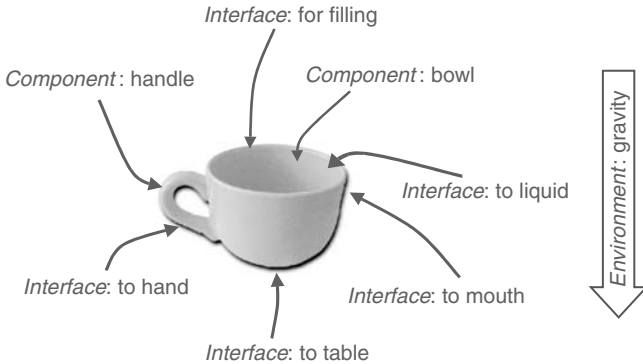 Interface: for filling
Component: handle
Component: bowl
Interface: to liquid
Interface: to hand
Interface: to mouth
Interface: to table
Environment: gravity